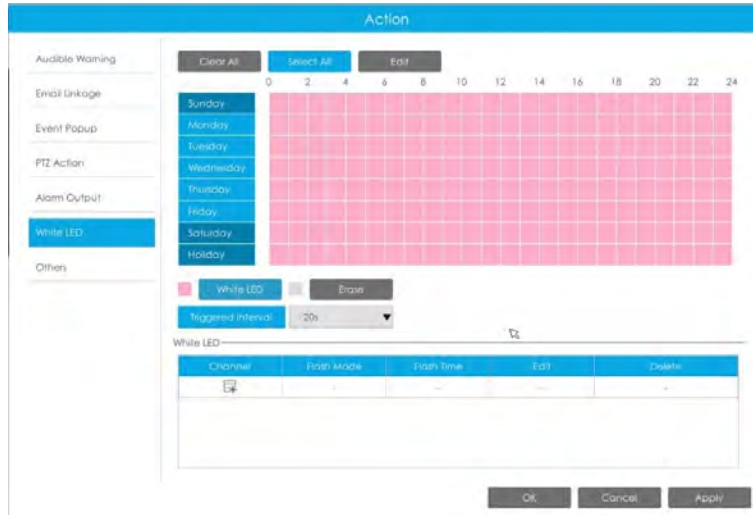 Action
Audible Warning
Email Linkage
Event Popup
PTZ Action
Alarm Output
White LED
Others
Clear All Select All Edit
0 2 4 6 8 10 12 14 16 18 20 22 24
Sunday
Monday
Tuesday
Wednesday
Thursday
Friday
Saturday
Holiday
White LED Erase
Triggered Interval 20s
White LED
Channel Flash Mode Flash Time Edit Delete
- - - -
OK Cancel Apply